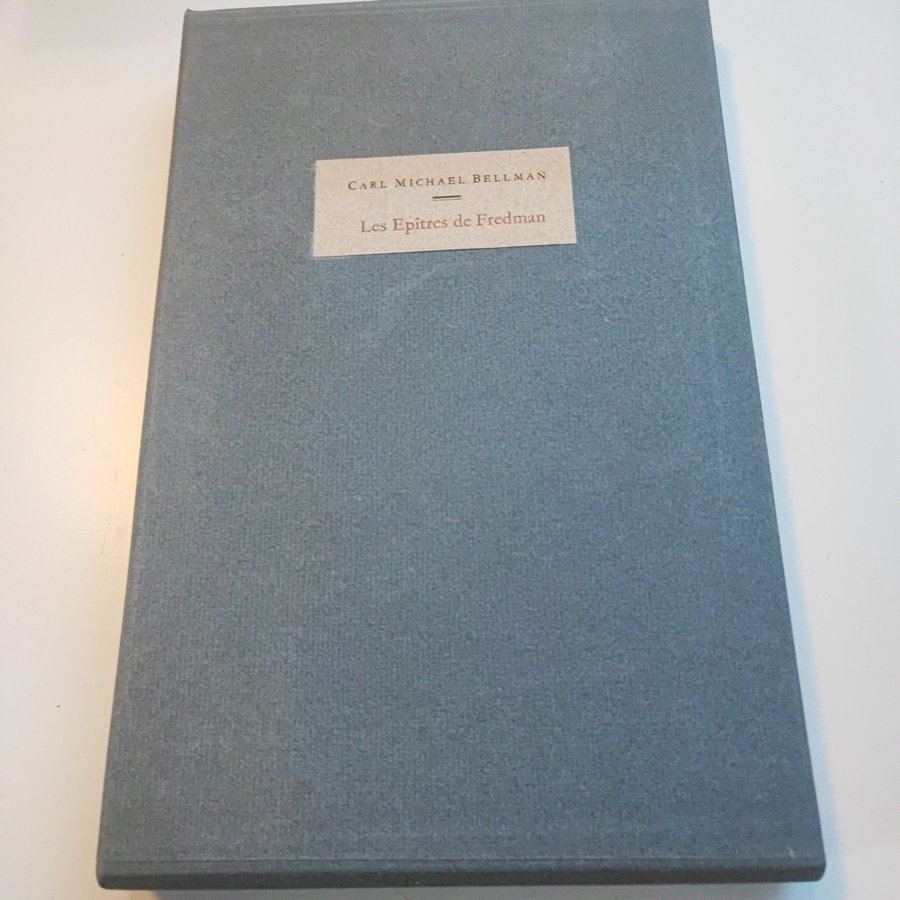 Carl Michael Bellman
Les Epîtres de Fredman